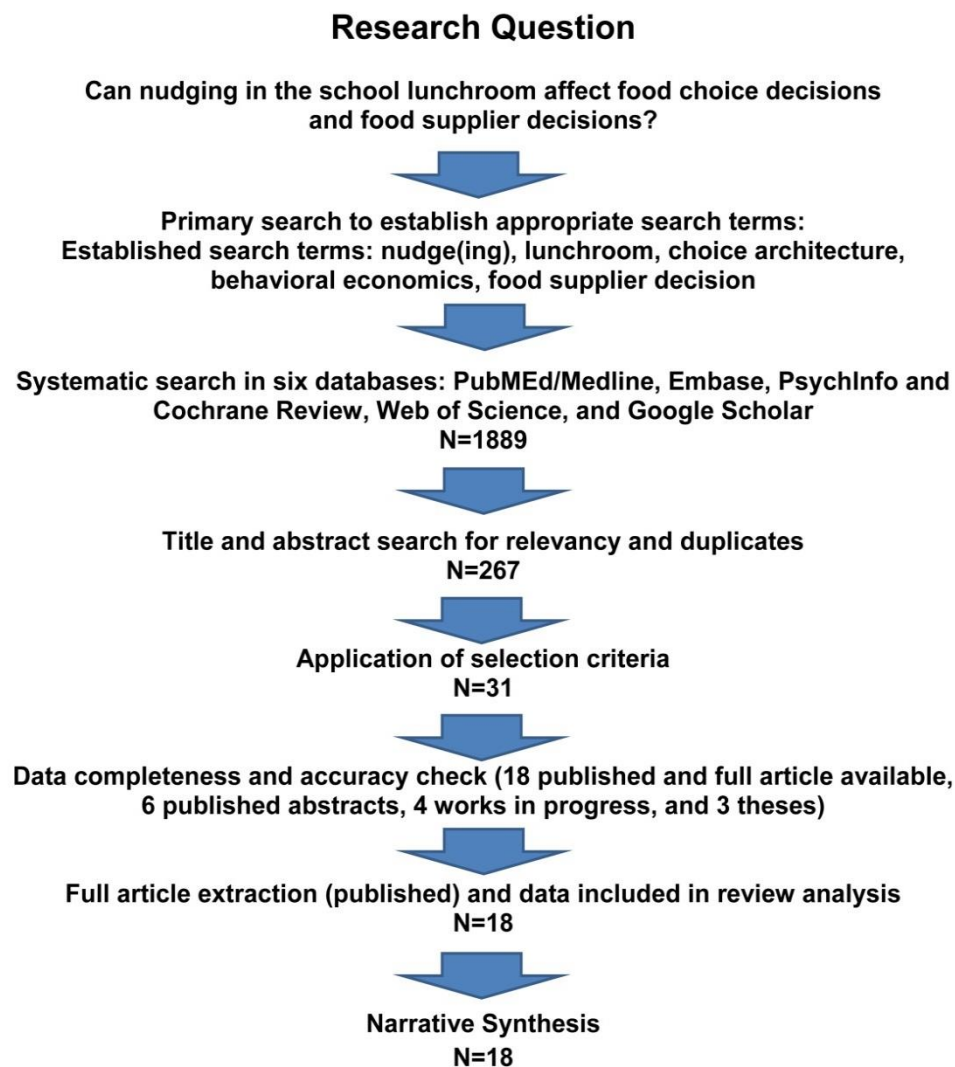 Research Question
Can nudging in the school lunchroom affect food choice decisions
and food supplier decisions?
Primary search to establish appropriate search terms:
Established search terms: nudge(ing), lunchroom, choice architecture,
behavioral economics, food supplier decision
Systematic search in six databases: PubMEd/Medline, Embase, PsychInfo and
Cochrane Review, Web of Science, and Google Scholar
N=1889
Title and abstract search for relevancy and duplicates
N=267
Application of selection criteria
N=31
Data completeness and accuracy check (18 published and full article available,
6 published abstracts, 4 works in progress, and 3 theses)
Full article extraction (published) and data included in review analysis
N=18
Narrative Synthesis
N=18